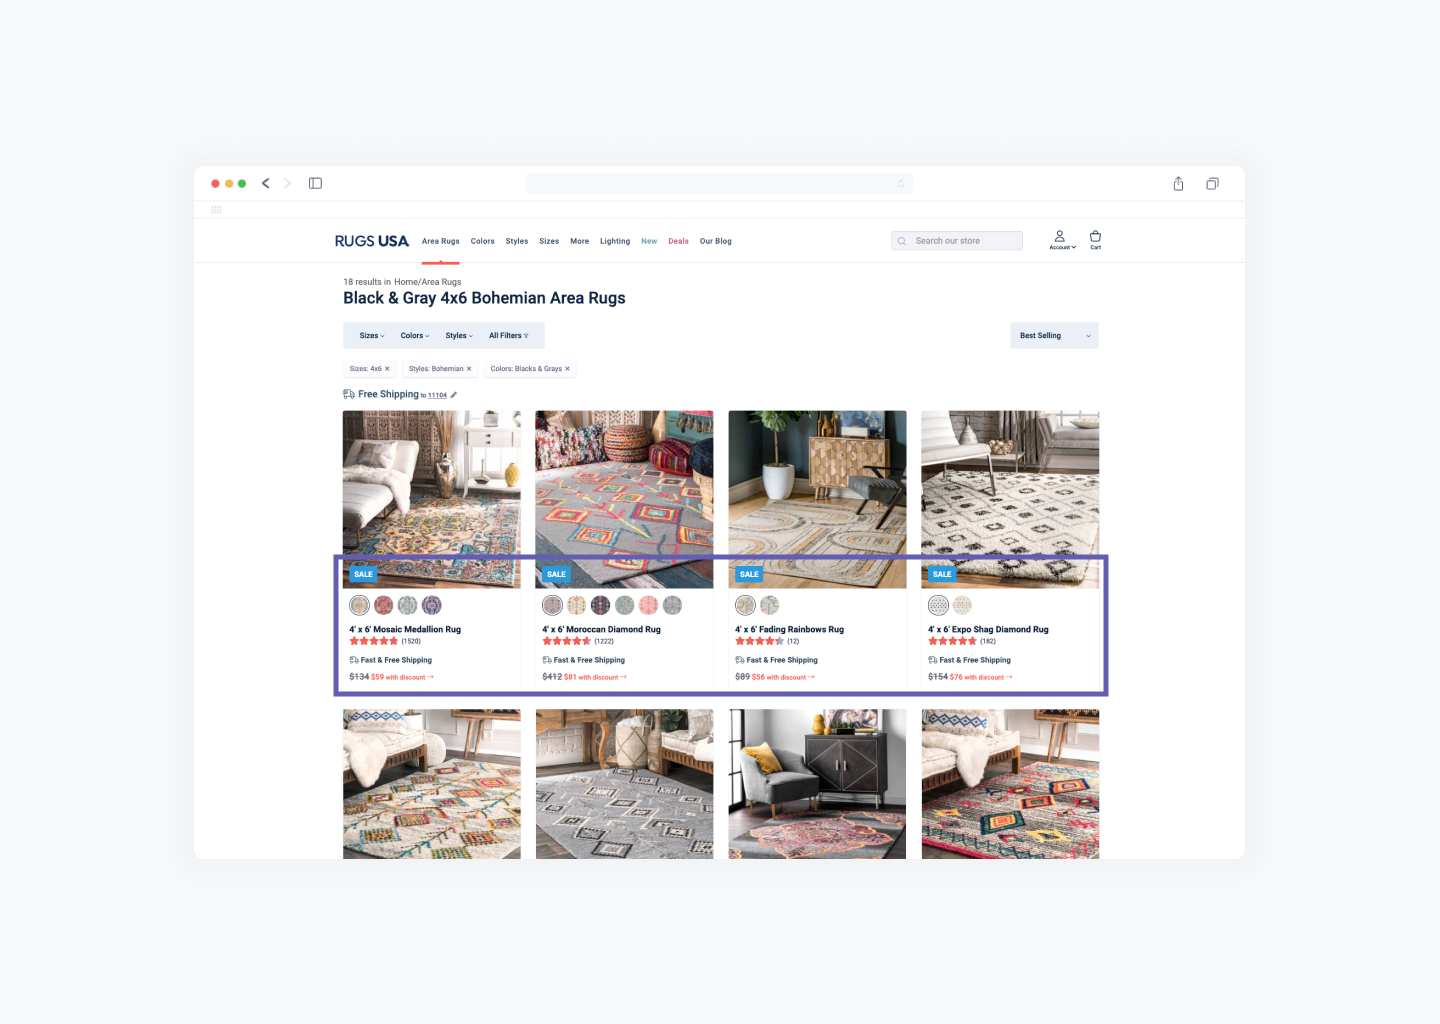 RUGS USA
Area Rugs Colors Styles Sizes More Lighting New Deals Our Blog
Search our store
Account
Cart
18 results in Home/Area Rugs
Black & Gray 4x6 Bohemian Area Rugs
Sizes Colors Styles All Filters
Best Selling
Sizes: 4x6 × Styles: Bohemian × Colors: Blacks & Grays ×
Free Shipping to 11104
SALE SALE SALE SALE
4' x 6' Mosaic Medallion Rug
(1520)
Fast & Free Shipping
$134 $59 with discount →
4' x 6' Moroccan Diamond Rug
(1222)
Fast & Free Shipping
$412 $81 with discount →
4' x 6' Fading Rainbows Rug
(12)
Fast & Free Shipping
$89 $56 with discount →
4' x 6' Expo Shag Diamond Rug
(182)
Fast & Free Shipping
$154 $76 with discount →